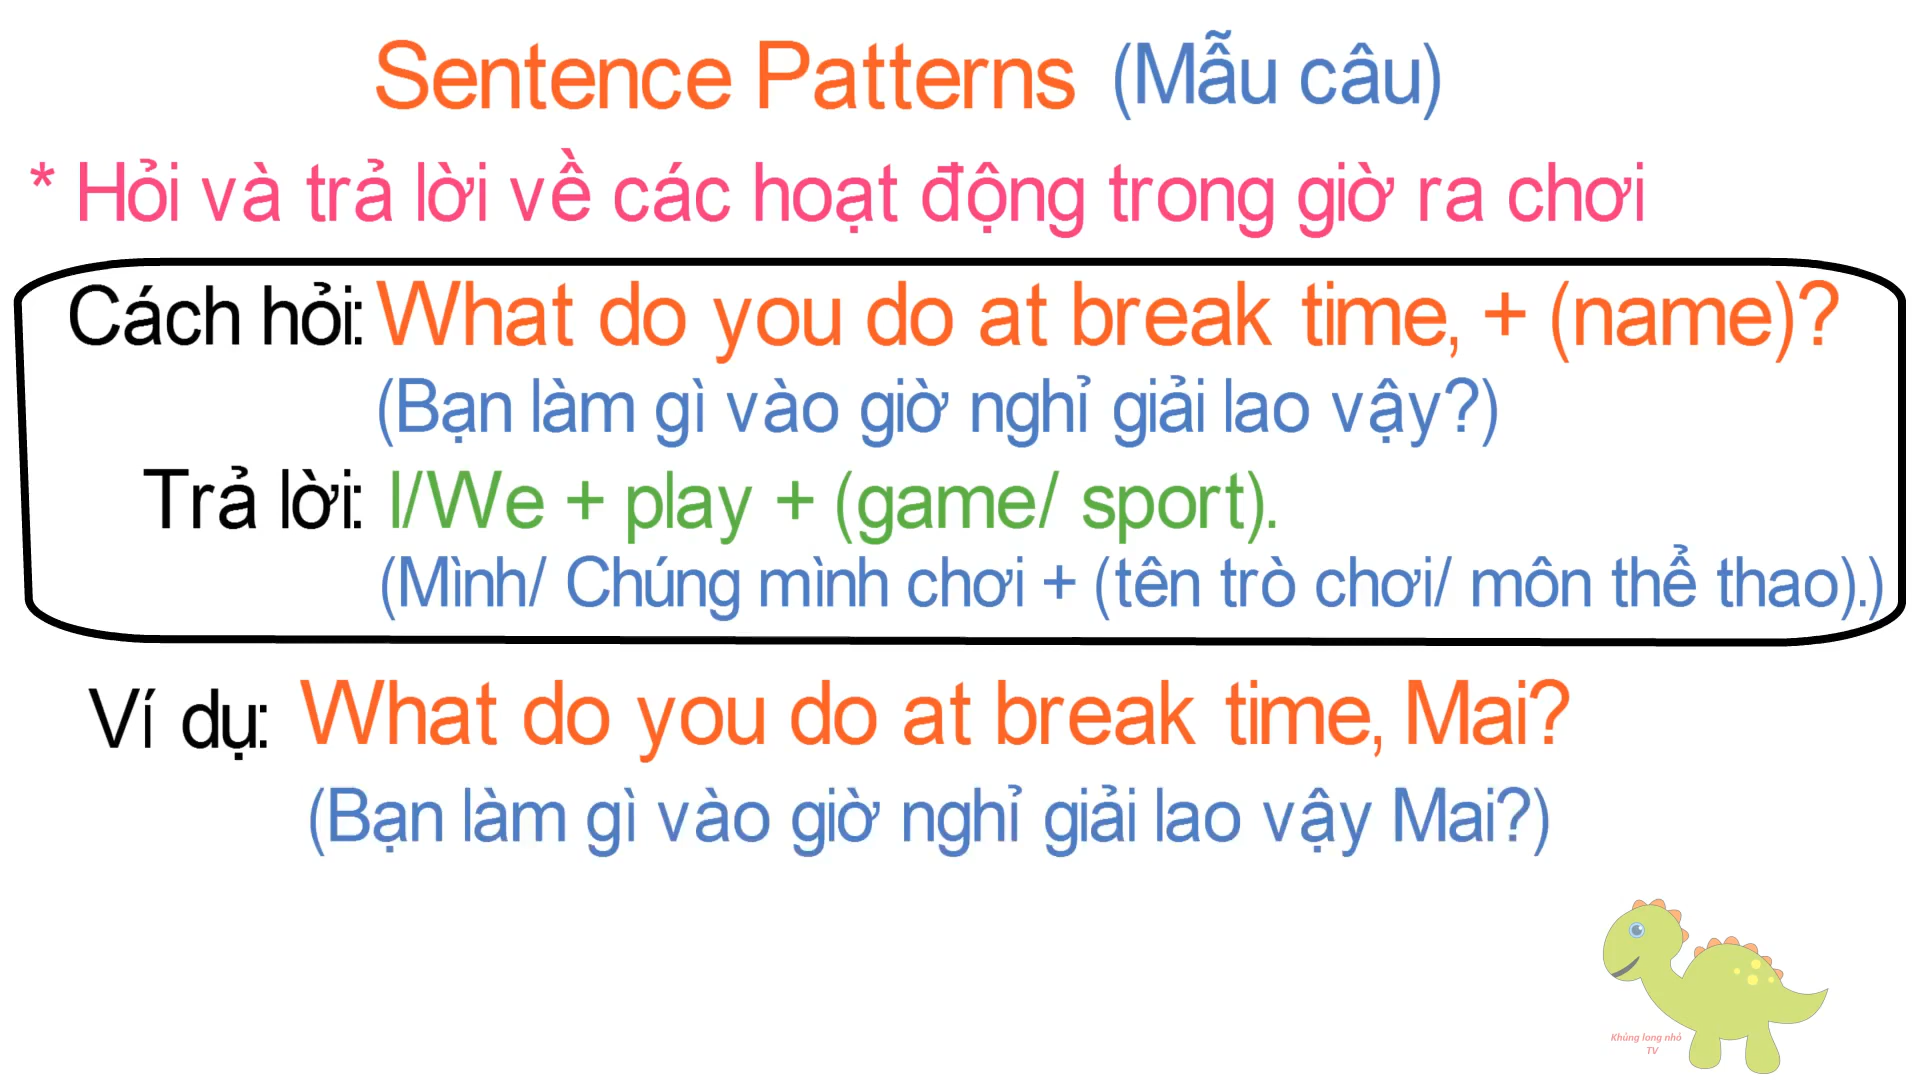 Sentence Patterns (Mẫu câu)
* Hỏi và trả lời về các hoạt động trong giờ ra chơi
Cách hỏi: What do you do at break time, + (name)?
(Bạn làm gì vào giờ nghỉ giải lao vậy?)
Trả lời: I/We + play + (game/ sport).
(Mình/ Chúng mình chơi + (tên trò chơi/ môn thể thao).)
Ví dụ: What do you do at break time, Mai?
(Bạn làm gì vào giờ nghỉ giải lao vậy Mai?)
Khủng long nhỏ
TV